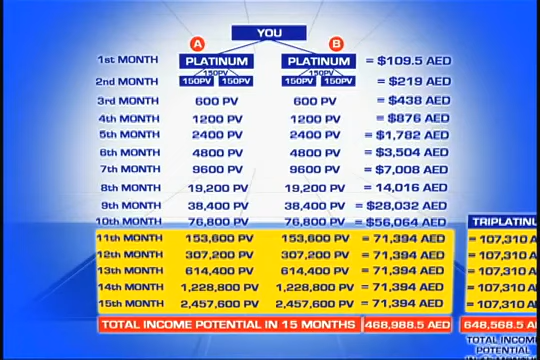 YOU
A B
PLATINUM PLATINUM
1st MONTH = $109.5 AED
150PV 150PV
2nd MONTH 150PV 150PV 150PV 150PV = $219 AED
3rd MONTH 600 PV 600 PV = $438 AED
4th MONTH 1200 PV 1200 PV = $876 AED
5th MONTH 2400 PV 2400 PV = $1,782 AED
6th MONTH 4800 PV 4800 PV = $3,504 AED
7th MONTH 9600 PV 9600 PV = $7,008 AED
8th MONTH 19,200 PV 19,200 PV = 14,016 AED
9th MONTH 38,400 PV 38,400 PV = $28,032 AED
10th MONTH 76,800 PV 76,800 PV = $56,064 AED
TRIPLATINU
11th MONTH 153,600 PV 153,600 PV = 71,394 AED = 107,310 A
12th MONTH 307,200 PV 307,200 PV = 71,394 AED = 107,310
13th MONTH 614,400 PV 614,400 PV = 71,394 AED = 107,310
14th MONTH 1,228,800 PV 1,228,800 PV = 71,394 AED = 107,310
15th MONTH 2,457,600 PV 2,457,600 PV = 71,394 AED = 107,310
TOTAL INCOME POTENTIAL IN 15 MONTHS 468,988.5 AED 648,568.5 AED
TOTAL INCOME
POTENTIAL